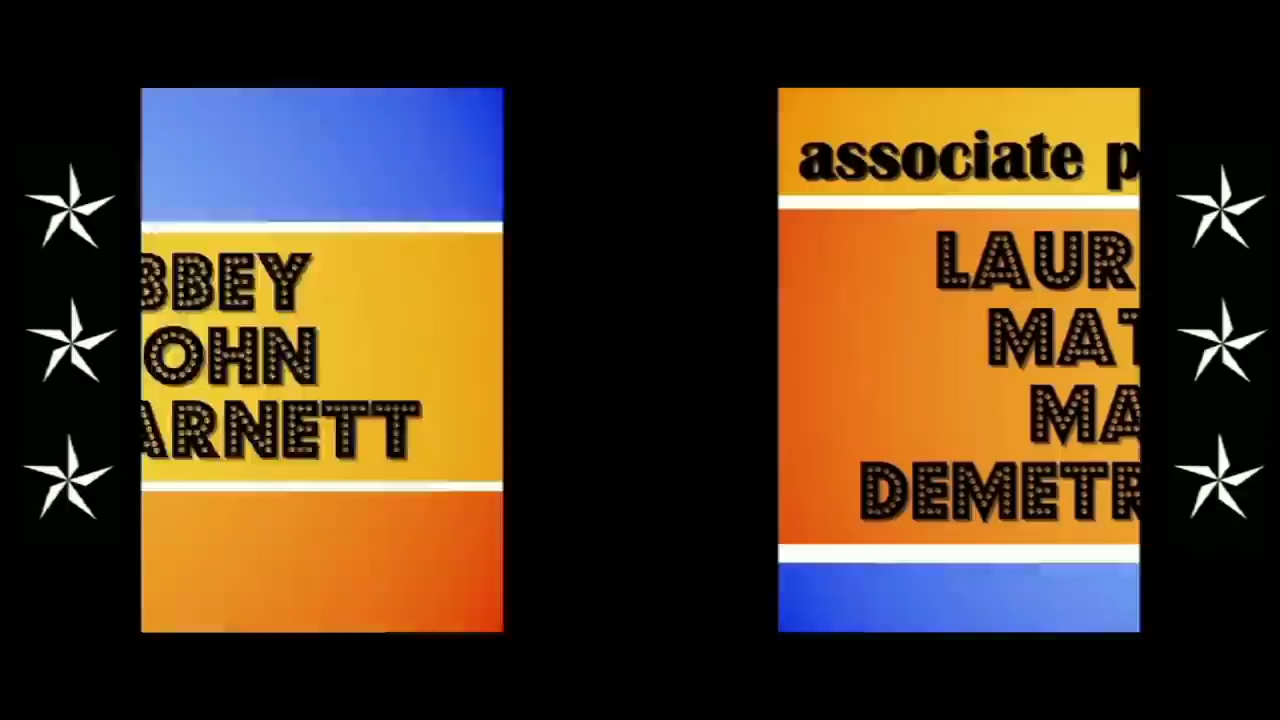 BBEY
OHN
ARNETT
associate p
LAUR
MAT
MA
DEMETR